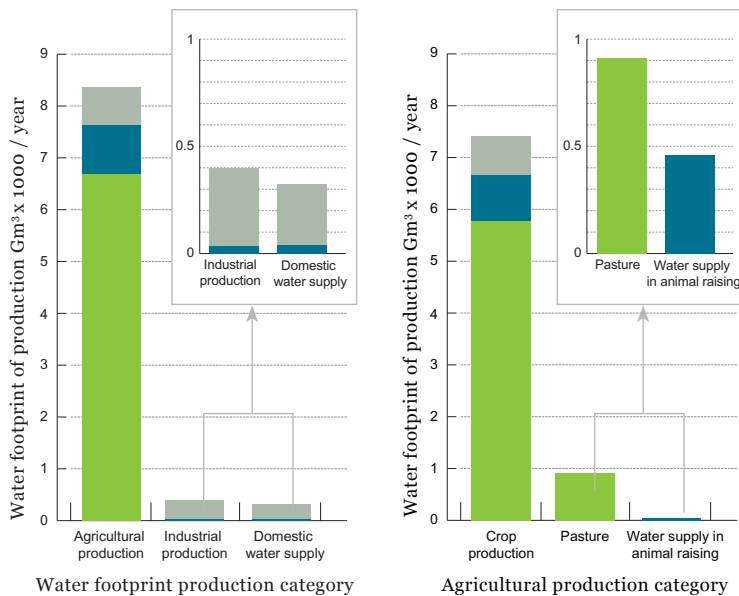 Water footprint of production Gm³ x 1000 / year
9
8
7
6
5
4
3
2
1
0
1
0.5
0
Industrial production
Domestic water supply
Agricultural production
Industrial production
Domestic water supply
Water footprint production category
Water footprint of production Gm³ x 1000 / year
9
8
7
6
5
4
3
2
1
0
1
0.5
0
Pasture
Water supply in animal raising
Crop production
Pasture
Water supply in animal raising
Agricultural production category